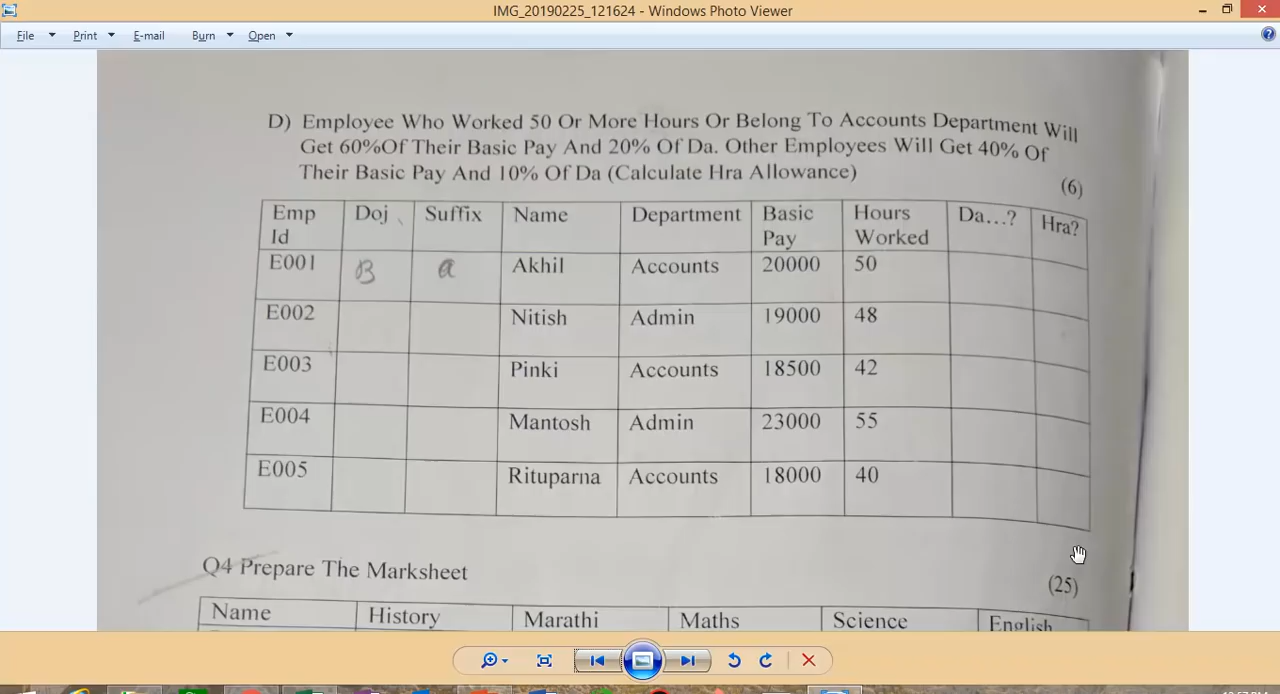 IMG_20190225_121624 - Windows Photo Viewer
File Print E-mail Burn Open
D) Employee Who Worked 50 Or More Hours Or Belong To Accounts Department Will
Get 60%Of Their Basic Pay And 20% Of Da. Other Employees Will Get 40% Of
Their Basic Pay And 10% Of Da (Calculate Hra Allowance)
(6)
Emp Id Doj Suffix Name Department Basic Pay Hours Worked Da...? Hra?
E001 B a Akhil Accounts 20000 50
E002 Nitish Admin 19000 48
E003 Pinki Accounts 18500 42
E004 Mantosh Admin 23000 55
E005 Rituparna Accounts 18000 40
Q4 Prepare The Marksheet
(25)
Name History Marathi Maths Science English